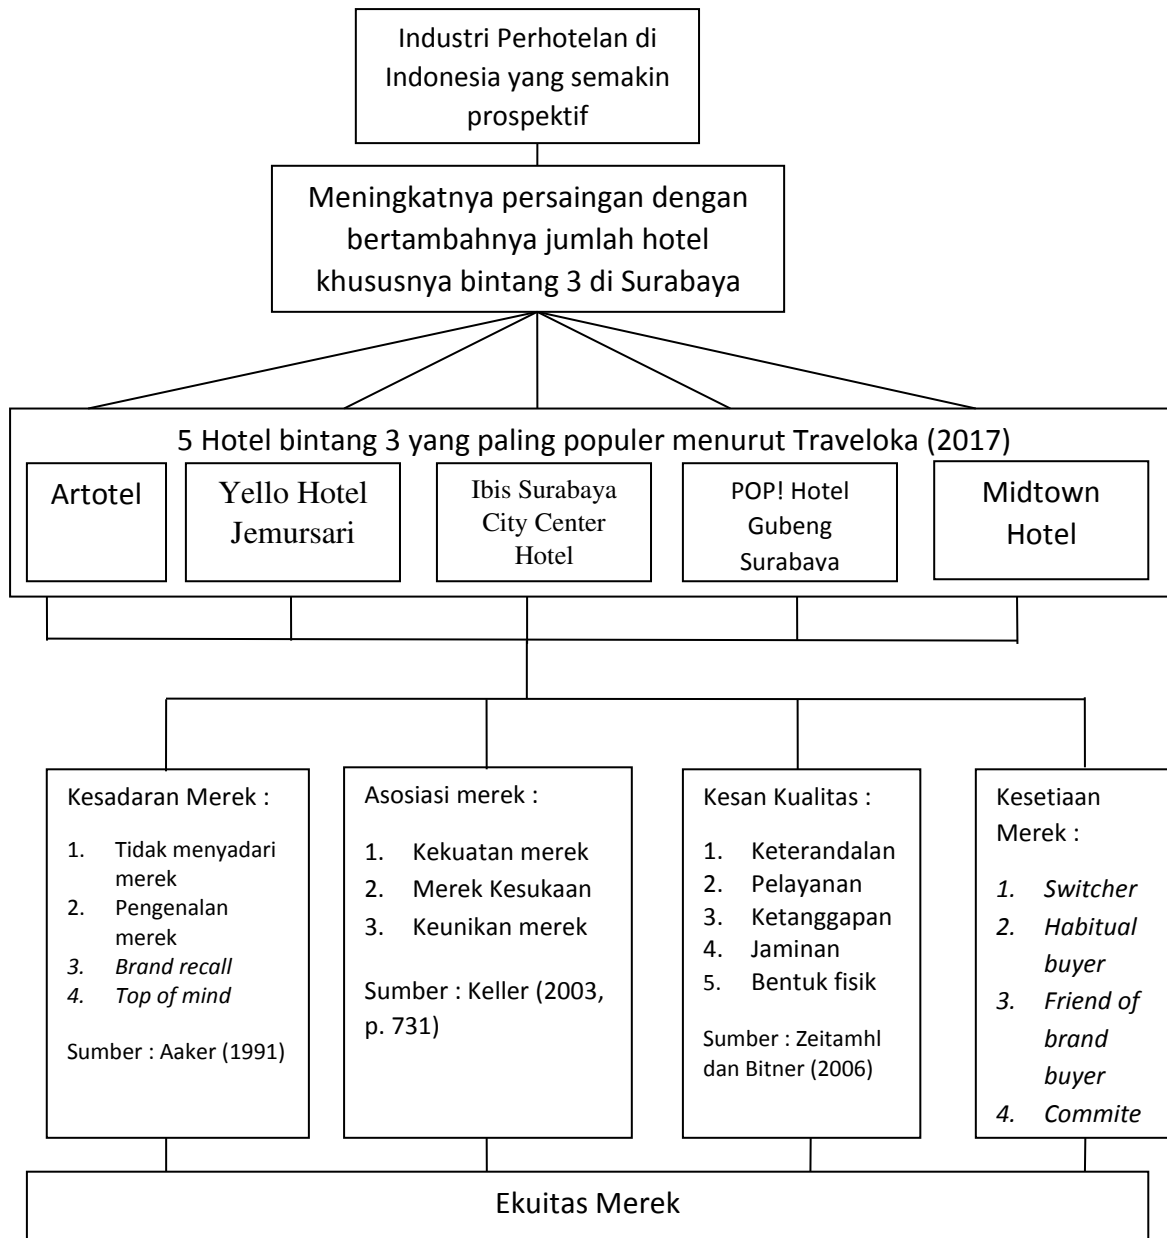 Industri Perhotelan di
Indonesia yang semakin
prospektif
Meningkatnya persaingan dengan
bertambahnya jumlah hotel
khususnya bintang 3 di Surabaya
5 Hotel bintang 3 yang paling populer menurut Traveloka (2017)
Artotel
Yello Hotel
Jemursari
Ibis Surabaya
City Center
Hotel
POP! Hotel
Gubeng
Surabaya
Midtown
Hotel
Kesadaran Merek :
1. Tidak menyadari
merek
2. Pengenalan
merek
3. Brand recall
4. Top of mind
Sumber : Aaker (1991)
Asosiasi merek :
1. Kekuatan merek
2. Merek Kesukaan
3. Keunikan merek
Sumber : Keller (2003,
p. 731)
Kesan Kualitas :
1. Keterandalan
2. Pelayanan
3. Ketanggapan
4. Jaminan
5. Bentuk fisik
Sumber : Zeitamhl
dan Bitner (2006)
Kesetiaan
Merek :
1. Switcher
2. Habitual
buyer
3. Friend of
brand
buyer
4. Commite
Ekuitas Merek